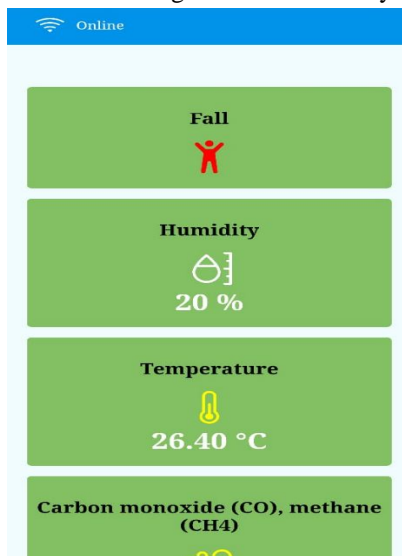 Online
Fall
Humidity
20 %
Temperature
26.40 °C
Carbon monoxide (CO), methane
(CH4)